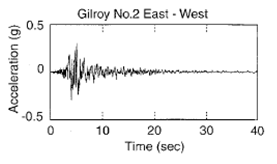 Gilroy No.2 East - West
Acceleration (g)
0.5
0
-0.5
0 10 20 30 40
Time (sec)